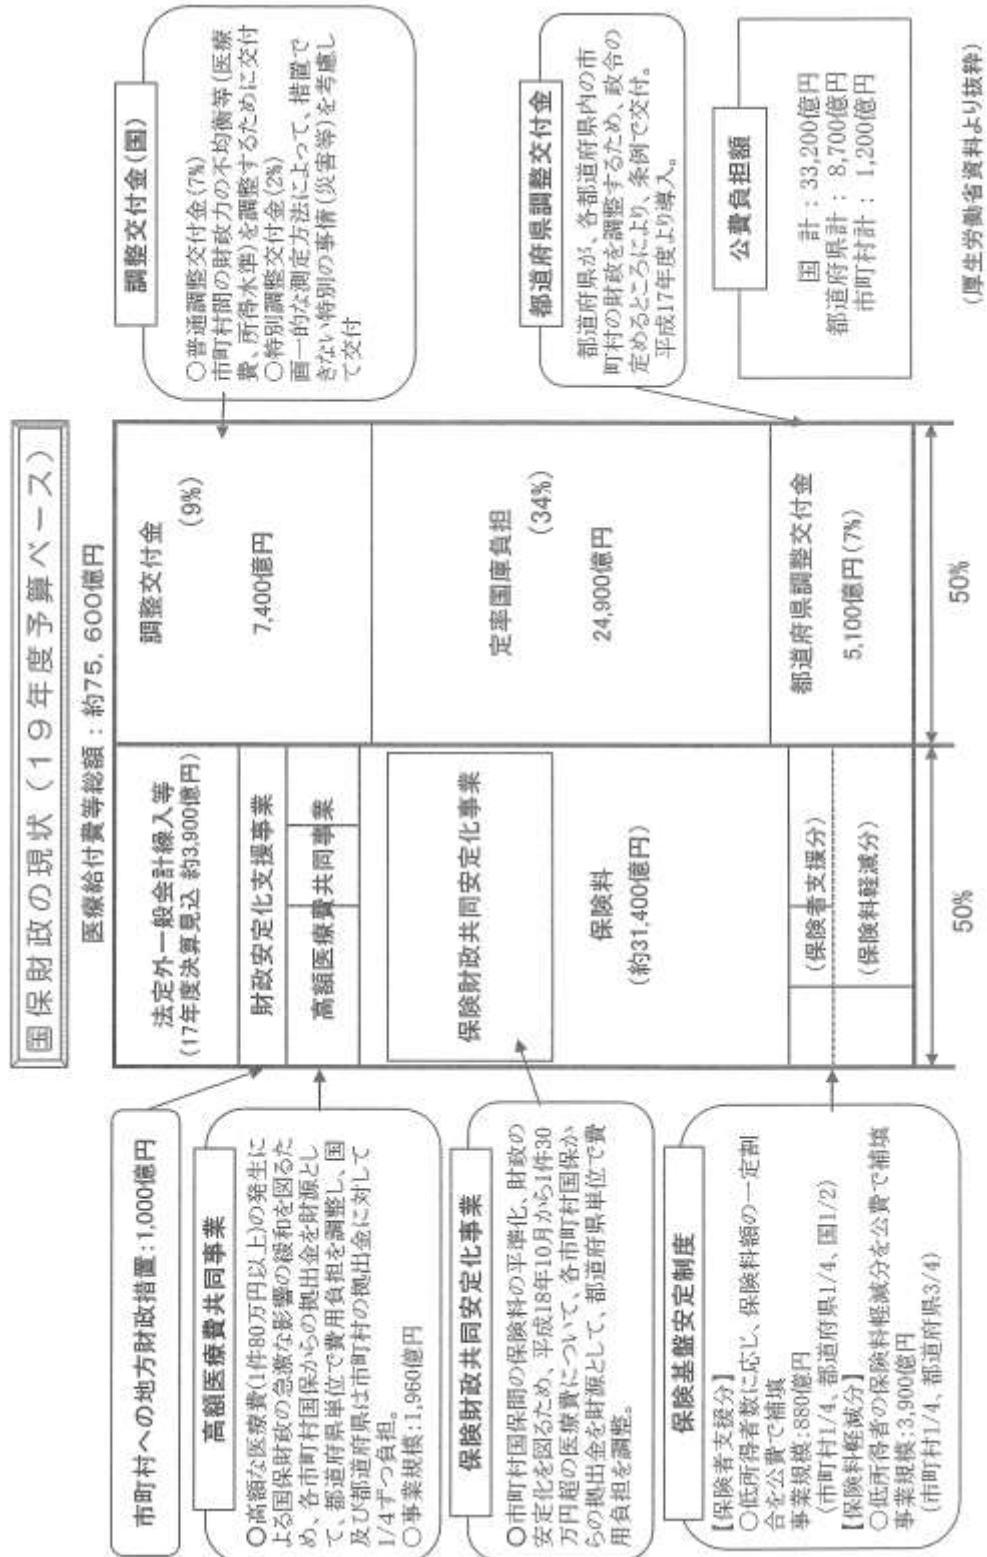 国保財政の現状（19年度予算ベース）
医療給付費等総額：約75,600億円
市町村への地方財政措置：1,000億円
高額医療費共同事業
○高額な医療費(1件80万円以上)の発生に
よる国保財政の急激な影響の緩和を図るた
め、各市町村国保からの拠出金を財源とし
て、都道府県単位で費用負担を調整し、国
及び都道府県は市町村の拠出金に対して
1/4ずつ負担。
○事業規模：1,960億円
保険財政共同安定化事業
○市町村国保間の保険料の平準化、財政の
安定化を図るため、平成18年10月から1件30
万円超の医療費について、各市町村国保か
らの拠出金を財源として、都道府県単位で費
用負担を調整。
保険基盤安定制度
【保険者支援分】
○低所得者数に応じ、保険料額の一定割
合を公費で補填
事業規模：880億円
(市町村1/4、都道府県1/4、国1/2)
【保険料軽減分】
○低所得者の保険料軽減分を公費で補填
事業規模：3,900億円
(市町村1/4、都道府県3/4)
法定外一般会計繰入等
(17年度決算見込 約3,900億円)
財政安定化支援事業
高額医療費共同事業
保険財政共同安定化事業
保険料
(約31,400億円)
(保険者支援分)
(保険料軽減分)
50%
調整交付金
(9%)
7,400億円
定率国庫負担
(34%)
24,900億円
都道府県調整交付金
5,100億円(7%)
50%
調整交付金(国)
○普通調整交付金(7%)
市町村間の財政力の不均衡等(医療
費、所得水準)を調整するために交付
○特別調整交付金(2%)
画一的な測定方法によって、措置で
きない特別の事情(災害等)を考慮し
て交付
都道府県調整交付金
都道府県が、各都道府県内の市
町村の財政を調整するため、政令の
定めるところにより、条例で交付。
平成17年度より導入。
公費負担額
国 計：33,200億円
都道府県計：8,700億円
市町村計：1,200億円
(厚生労働省資料より抜粋)